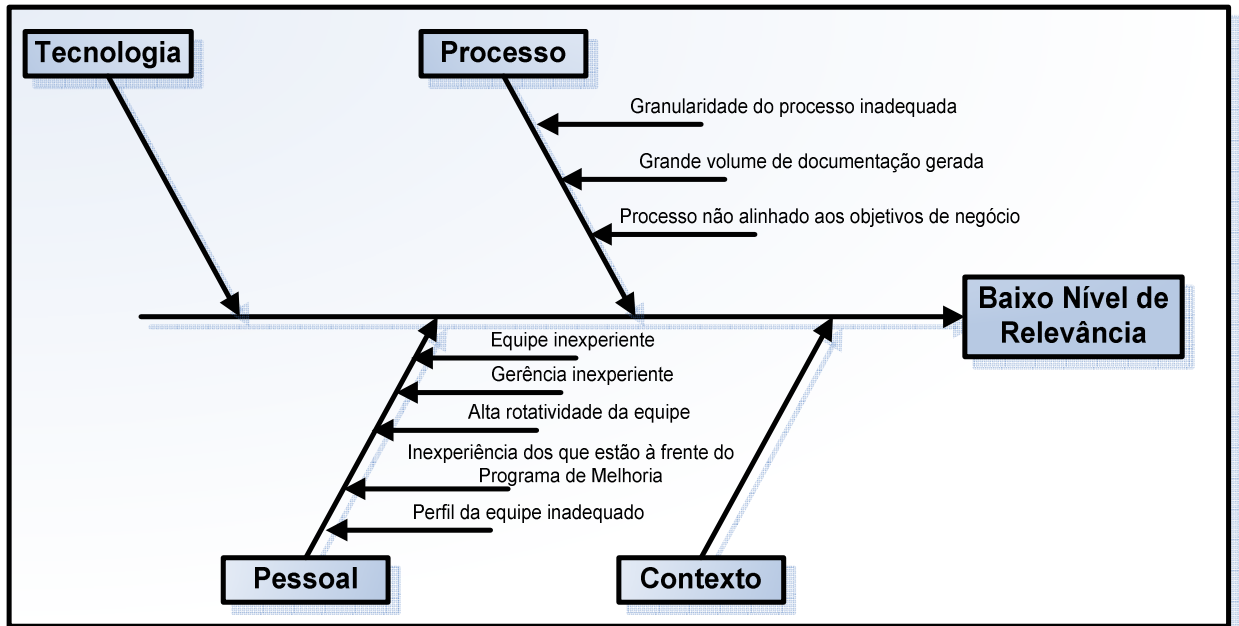 Tecnologia
Processo
Granularidade do processo inadequada
Grande volume de documentação gerada
Processo não alinhado aos objetivos de negócio
Baixo Nível de
Relevância
Equipe inexperiente
Gerência inexperiente
Alta rotatividade da equipe
Inexperiência dos que estão à frente do
Programa de Melhoria
Perfil da equipe inadequado
Pessoal
Contexto